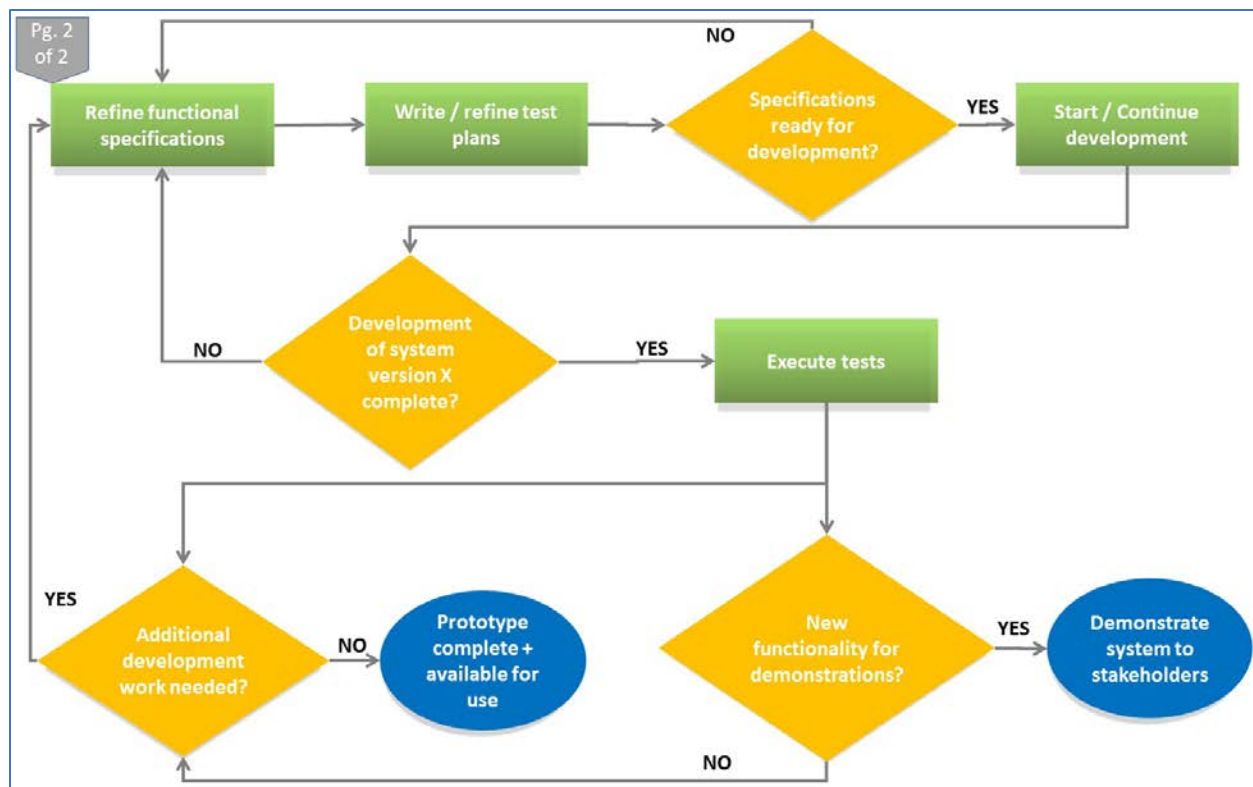 Pg. 2
of 2
NO
Refine functional
specifications
Write / refine test
plans
Specifications
ready for
development?
YES
Start / Continue
development
NO
Development
of system
version X
complete?
YES
Execute tests
YES
Additional
development
work needed?
NO
Prototype
complete +
available for
use
New
functionality for
demonstrations?
YES
Demonstrate
system to
stakeholders
NO